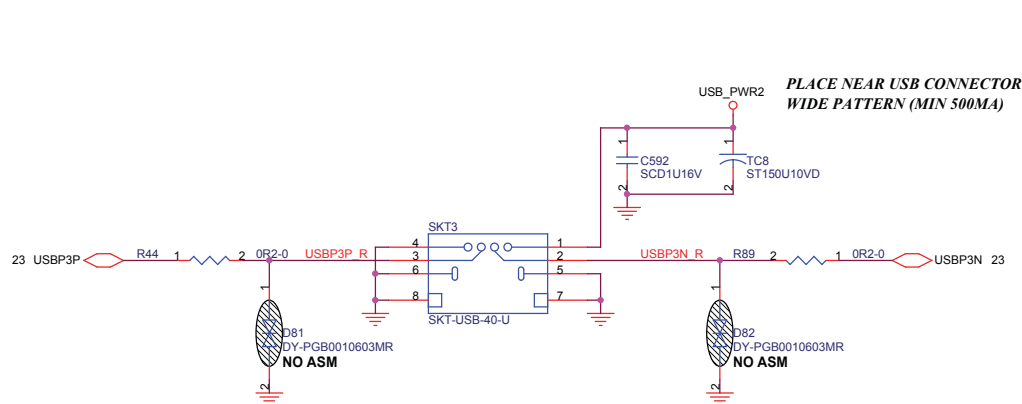 PLACE NEAR USB CONNECTOR
WIDE PATTERN (MIN 500MA)
USB_PWR2
1
C592
SCD1U16V
2
1
TC8
ST150U10VD
2
SKT3
4
3
6
8
1
2
5
7
SKT-USB-40-U
23 USBP3P
R44
1
2
0R2-0
USBP3P_R
USBP3N_R
R89
2
1
0R2-0
USBP3N 23
1
D81
DY-PGB0010603MR
NO ASM
2
1
D82
DY-PGB0010603MR
NO ASM
2